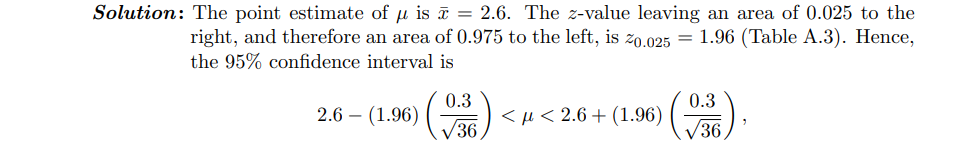 Solution: The point estimate of μ is x̄ = 2.6. The z-value leaving an area of 0.025 to the
right, and therefore an area of 0.975 to the left, is z₀.₀₂₅ = 1.96 (Table A.3). Hence,
the 95% confidence interval is
2.6 − (1.96) (0.3/√36) < μ < 2.6 + (1.96) (0.3/√36),